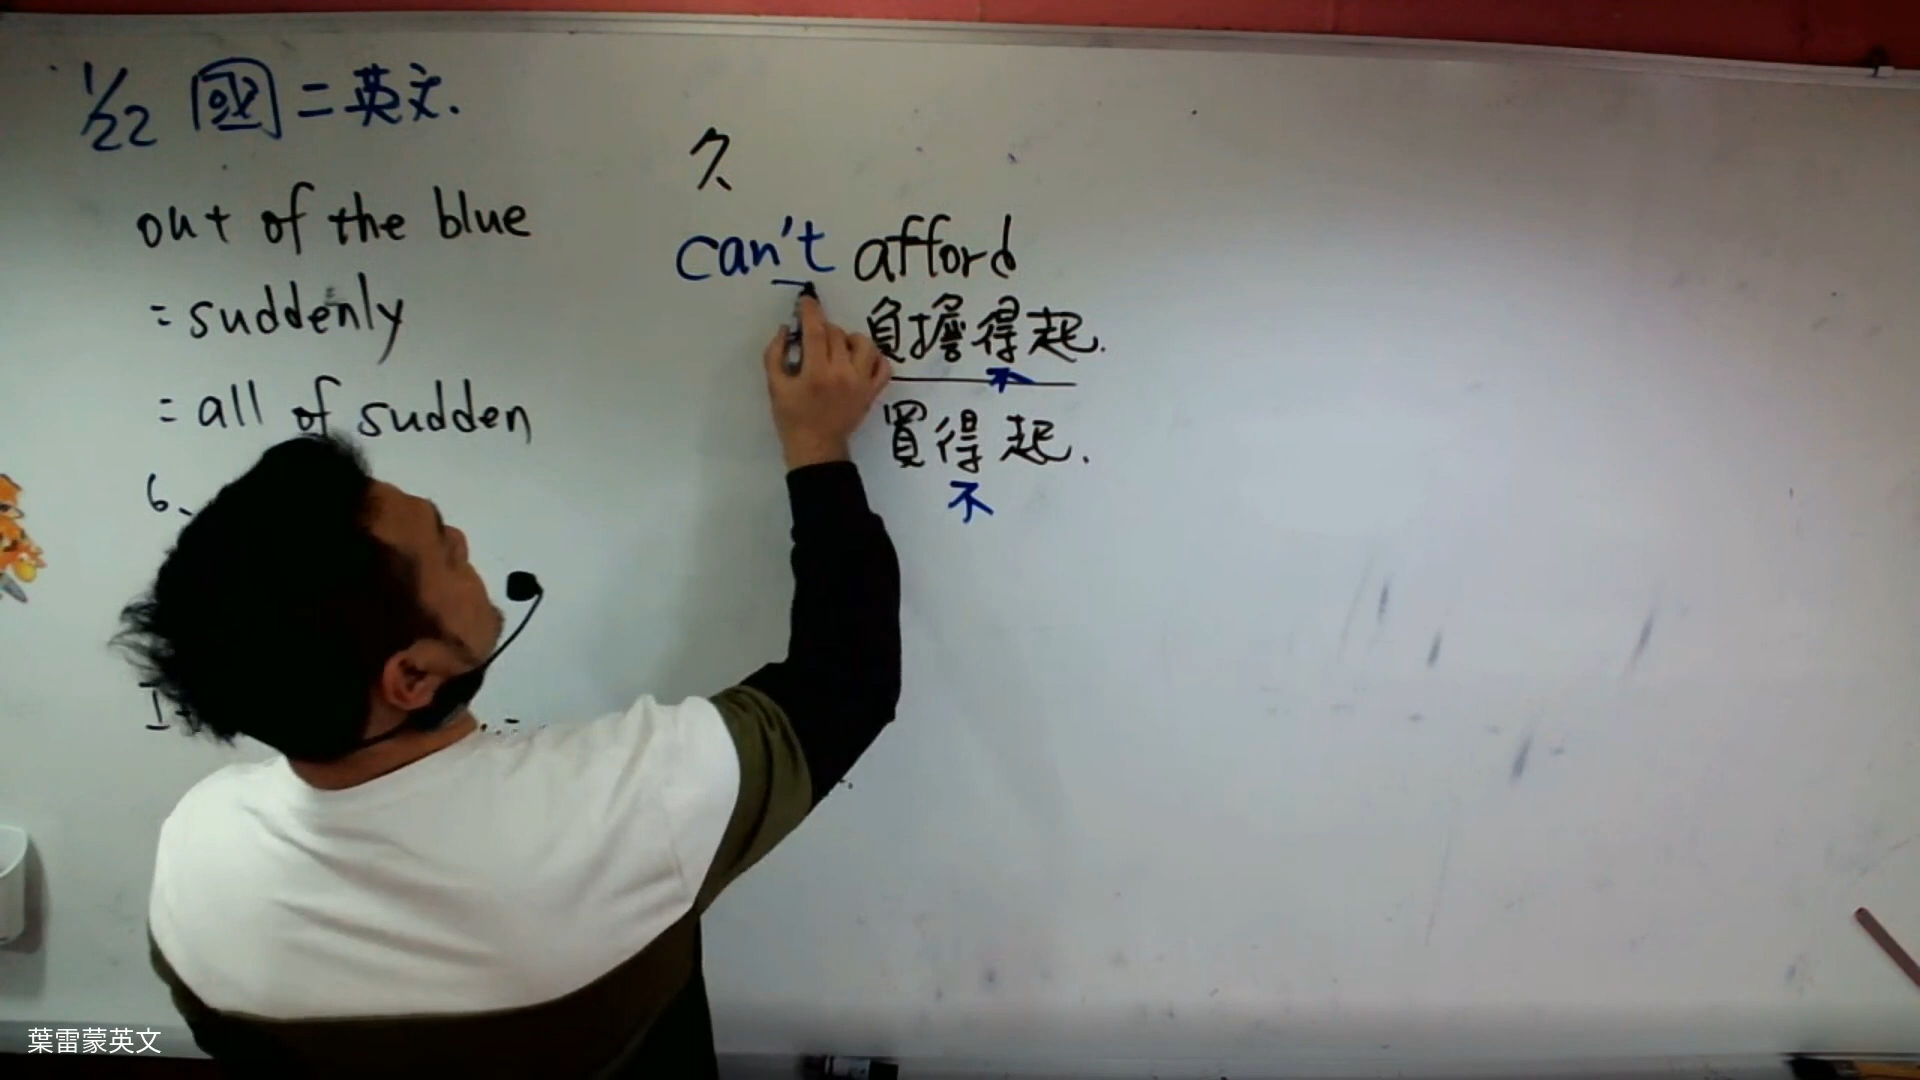 1/22 國二英文.
out of the blue
= suddenly
= all of sudden
6、
can't afford
負擔得起.
不
買得起.
不
葉雷蒙英文